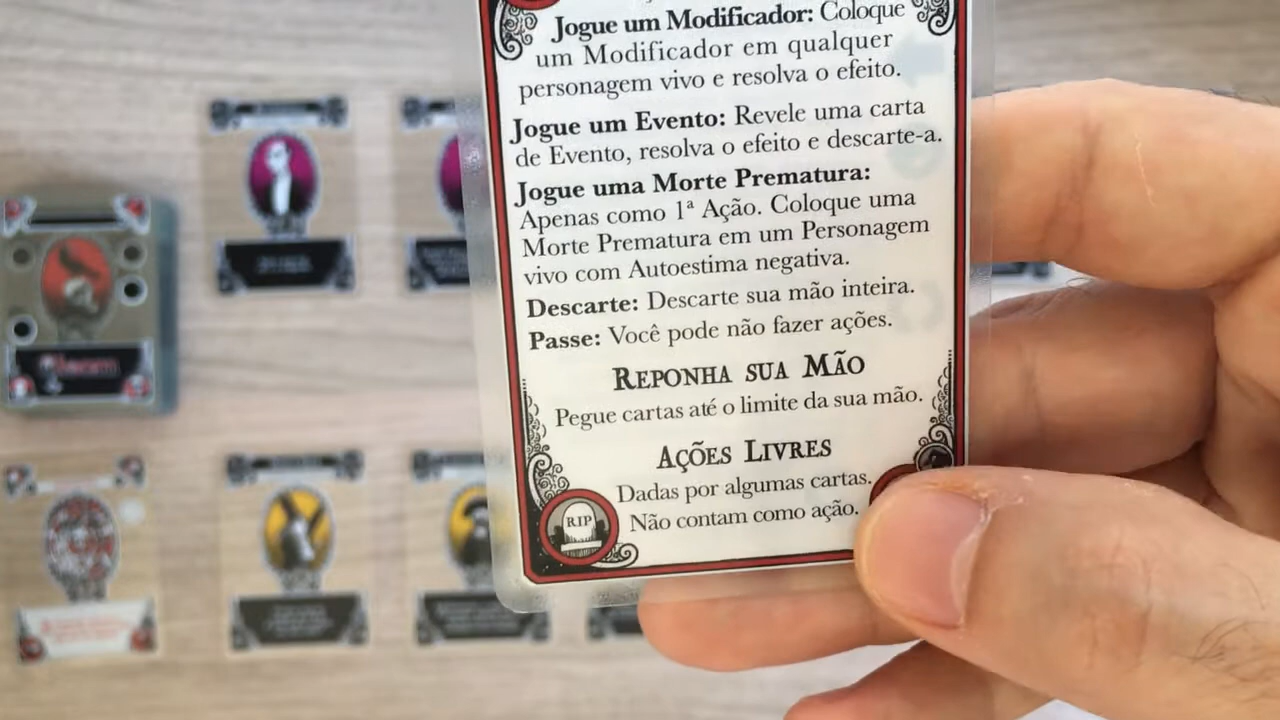 Jogue um Modificador: Coloque
um Modificador em qualquer
personagem vivo e resolva o efeito.
Jogue um Evento: Revele uma carta
de Evento, resolva o efeito e descarte-a.
Jogue uma Morte Prematura:
Apenas como 1ª Ação. Coloque uma
Morte Prematura em um Personagem
vivo com Autoestima negativa.
Descarte: Descarte sua mão inteira.
Passe: Você pode não fazer ações.
Reponha sua Mão
Pegue cartas até o limite da sua mão.
Ações Livres
Dadas por algumas cartas.
Não contam como ação.
RIP